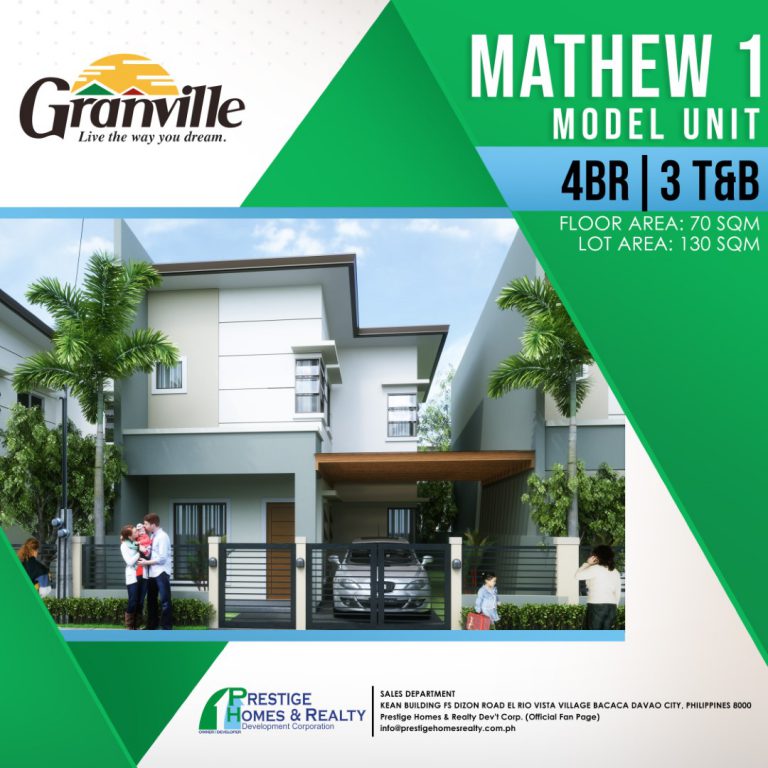 Granville
Live the way you dream.
MATHEW 1
MODEL UNIT
4BR | 3 T&B
FLOOR AREA: 70 SQM
LOT AREA: 130 SQM
PRESTIGE
HOMES & REALTY
Development Corporation
OWNER | DEVELOPER
SALES DEPARTMENT
KEAN BUILDING FS DIZON ROAD EL RIO VISTA VILLAGE BACACA DAVAO CITY, PHILIPPINES 8000
Prestige Homes & Realty Dev't Corp. (Official Fan Page)
info@prestigehomesrealty.com.ph